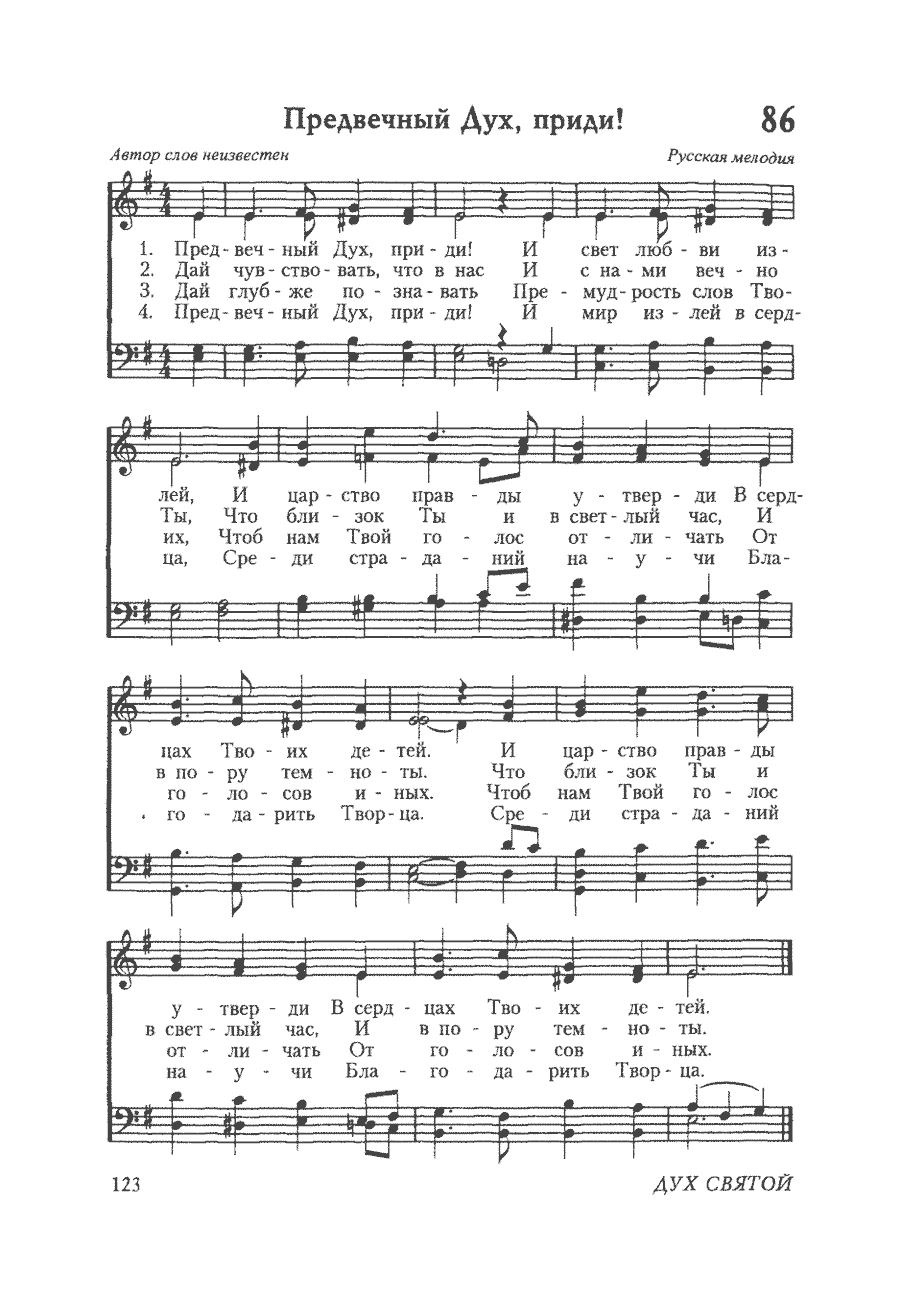 Предвечный Дух, приди!
86
Автор слов неизвестен
Русская мелодия
1. Пред - веч - ный Дух, при - ди! И свет люб - ви из -
2. Дай чув - ство - вать, что в нас И с на - ми веч - но
3. Дай глуб - же по - зна - вать Пре - муд - рость слов Тво-
4. Пред - веч - ный Дух, при - ди! И мир из - лей в серд-
лей, И цар - ство прав - ды у - твер - ди В серд-
Ты, Что бли - зок Ты и в свет - лый час, И
их, Чтоб нам Твой го - лос от - ли - чать От
ца, Сре - ди стра - да - ний на - у - чи Бла-
цах Тво - их де - тей. И цар - ство прав - ды
в по - ру тем - но - ты. Что бли - зок Ты и
го - ло - сов и - ных. Чтоб нам Твой го - лос
го - да - рить Твор - ца. Сре - ди стра - да - ний
у - твер - ди В серд - цах Тво - их де - тей.
в свет - лый час, И в по - ру тем - но - ты.
от - ли - чать От го - ло - сов и - ных.
на - у - чи Бла - го - да - рить Твор - ца.
123
ДУХ СВЯТОЙ